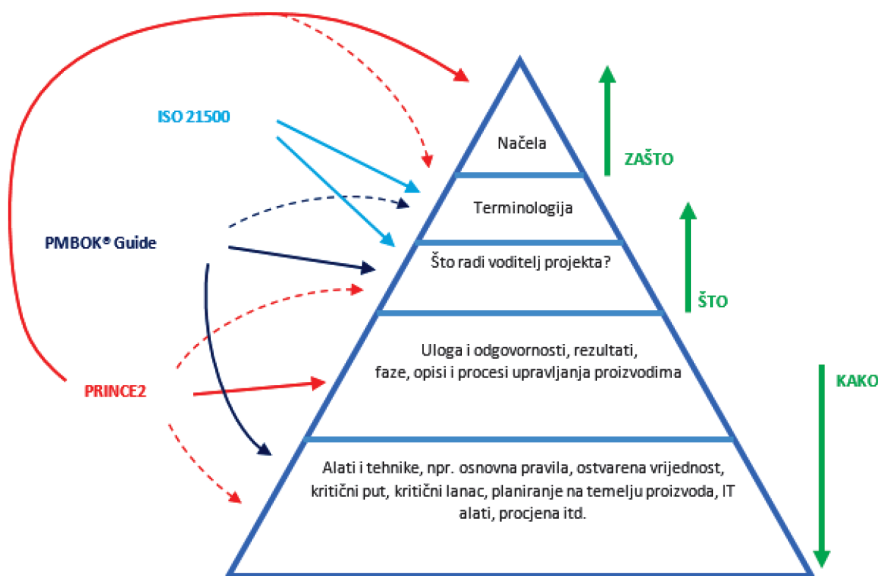 ISO 21500
PMBOK® Guide
PRINCE2
Načela
Terminologija
Što radi voditelj projekta?
Uloga i odgovornosti, rezultati,
faze, opisi i procesi upravljanja proizvodima
Alati i tehnike, npr. osnovna pravila, ostvarena vrijednost,
kritični put, kritični lanac, planiranje na temelju proizvoda, IT
alati, procjena itd.
ZAŠTO
ŠTO
KAKO